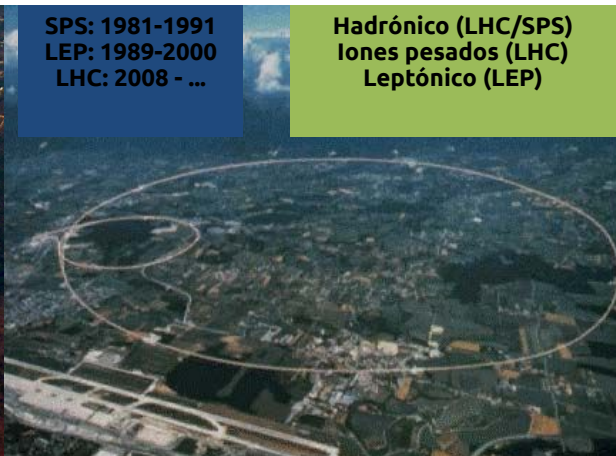 SPS: 1981-1991
LEP: 1989-2000
LHC: 2008 - ...
Hadrónico (LHC/SPS)
Iones pesados (LHC)
Leptónico (LEP)